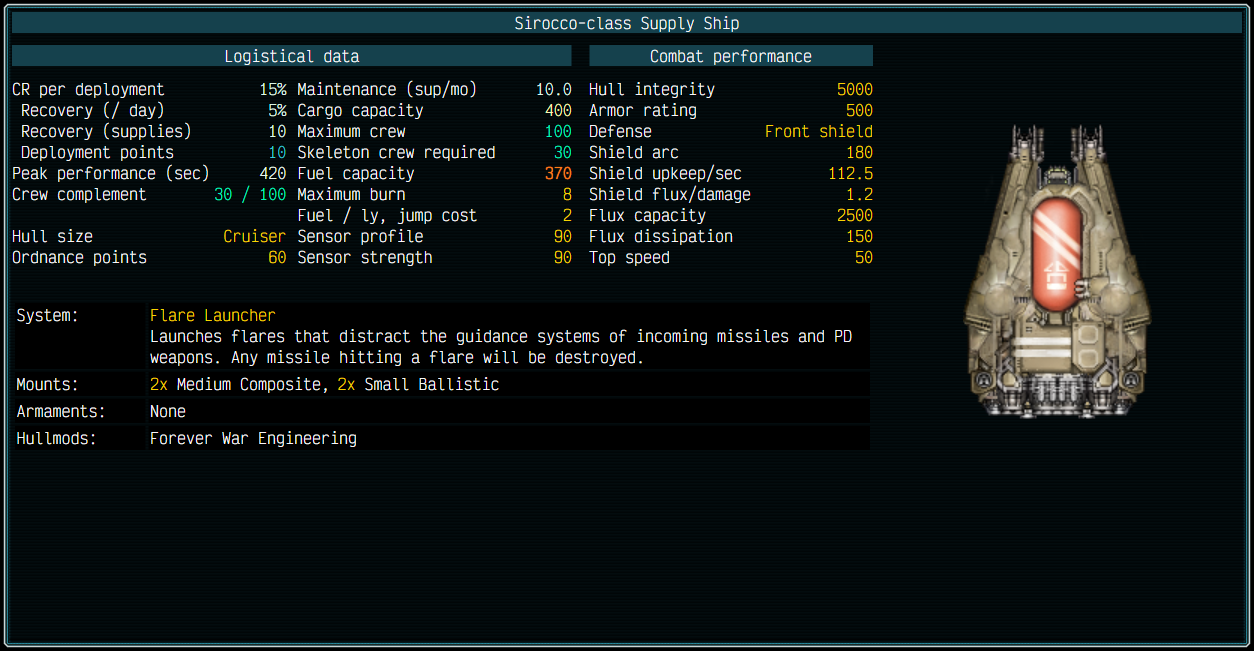 Sirocco-class Supply Ship
Logistical data
CR per deployment 15% Maintenance (sup/mo) 10.0
Recovery (/ day) 5% Cargo capacity 400
Recovery (supplies) 10 Maximum crew 100
Deployment points 10 Skeleton crew required 30
Peak performance (sec) 420 Fuel capacity 370
Crew complement 30 / 100 Maximum burn 8
Fuel / ly, jump cost 2
Hull size Cruiser Sensor profile 90
Ordnance points 60 Sensor strength 90
Combat performance
Hull integrity 5000
Armor rating 500
Defense Front shield
Shield arc 180
Shield upkeep/sec 112.5
Shield flux/damage 1.2
Flux capacity 2500
Flux dissipation 150
Top speed 50
System: Flare Launcher
Launches flares that distract the guidance systems of incoming missiles and PD
weapons. Any missile hitting a flare will be destroyed.
Mounts: 2x Medium Composite, 2x Small Ballistic
Armaments: None
Hullmods: Forever War Engineering